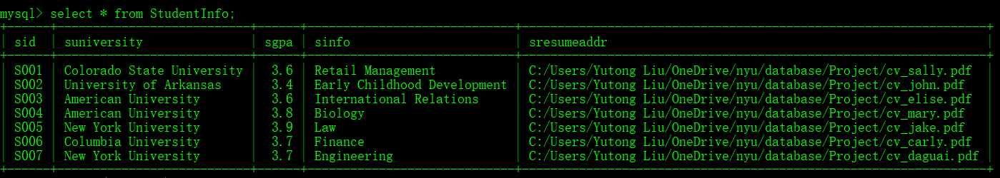 mysql> select * from StudentInfo;
sid | suniversity | sgpa | sinfo | sresumeaddr
S001 | Colorado State University | 3.6 | Retail Management | C:/Users/Yutong Liu/OneDrive/nyu/database/Project/cv_sally.pdf
S002 | University of Arkansas | 3.4 | Early Childhood Development | C:/Users/Yutong Liu/OneDrive/nyu/database/Project/cv_john.pdf
S003 | American University | 3.6 | International Relations | C:/Users/Yutong Liu/OneDrive/nyu/database/Project/cv_elise.pdf
S004 | American University | 3.8 | Biology | C:/Users/Yutong Liu/OneDrive/nyu/database/Project/cv_mary.pdf
S005 | New York University | 3.9 | Law | C:/Users/Yutong Liu/OneDrive/nyu/database/Project/cv_jake.pdf
S006 | Columbia University | 3.7 | Finance | C:/Users/Yutong Liu/OneDrive/nyu/database/Project/cv_carly.pdf
S007 | New York University | 3.7 | Engineering | C:/Users/Yutong Liu/OneDrive/nyu/database/Project/cv_daguai.pdf